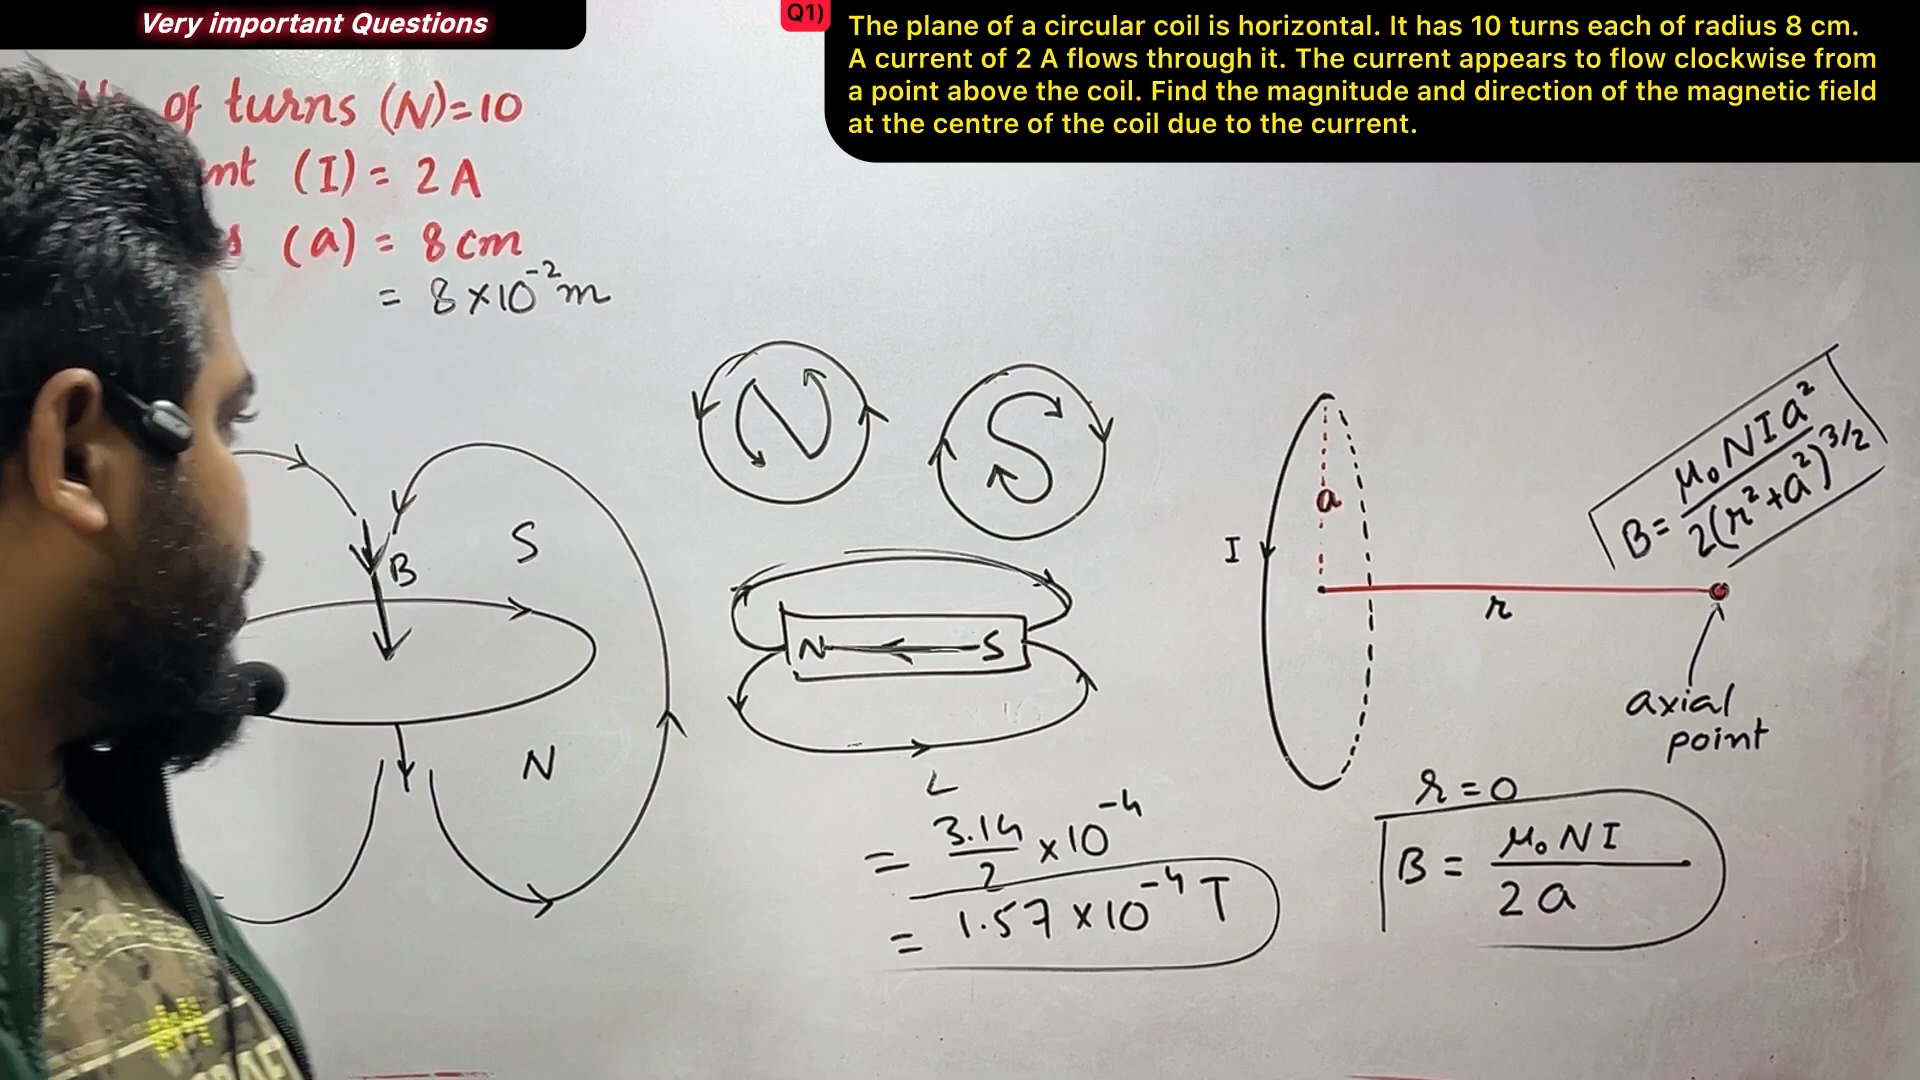 Very important Questions
Q1)
The plane of a circular coil is horizontal. It has 10 turns each of radius 8 cm.
A current of 2 A flows through it. The current appears to flow clockwise from
a point above the coil. Find the magnitude and direction of the magnetic field
at the centre of the coil due to the current.
of turns (N)=10
(I) = 2 A
(a) = 8 cm
= 8×10⁻² m
N
S
B
S
N
N S
I
a
r
axial
point
B = μ₀NIa² / 2(r²+a²)^3/2
r = 0
B = μ₀NI / 2a
= 3.14/2 × 10⁻⁴
= 1.57 × 10⁻⁴ T